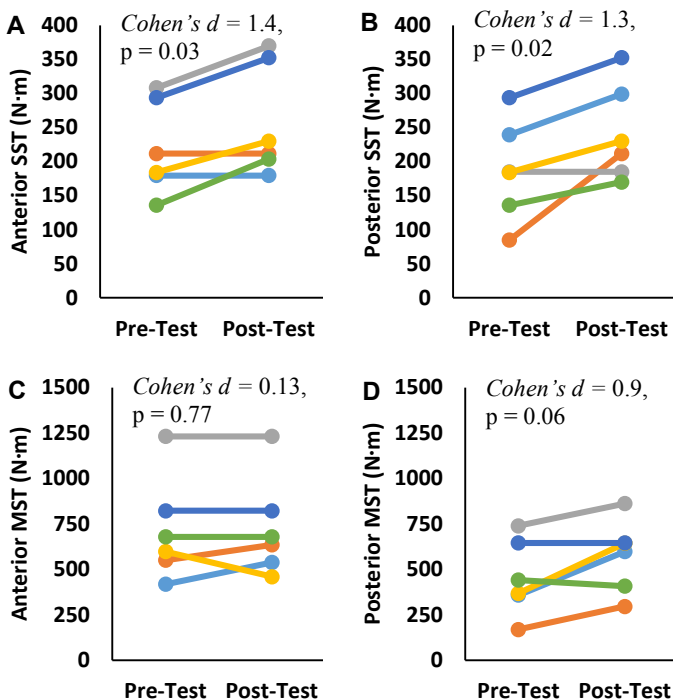 A
Cohen's d = 1.4,
p = 0.03
Anterior SST (N·m)
400
350
300
250
200
150
100
50
0
Pre-Test Post-Test
B
Cohen's d = 1.3,
p = 0.02
Posterior SST (N·m)
400
350
300
250
200
150
100
50
0
Pre-Test Post-Test
C
Cohen's d = 0.13,
p = 0.77
Anterior MST (N·m)
1500
1250
1000
750
500
250
0
Pre-Test Post-Test
D
Cohen's d = 0.9,
p = 0.06
Posterior MST (N·m)
1500
1250
1000
750
500
250
0
Pre-Test Post-Test